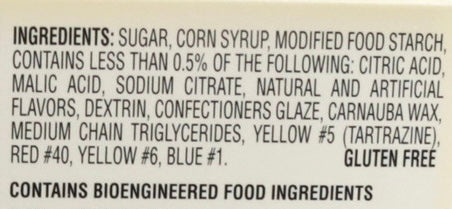 INGREDIENTS: SUGAR, CORN SYRUP, MODIFIED FOOD STARCH,
CONTAINS LESS THAN 0.5% OF THE FOLLOWING: CITRIC ACID,
MALIC ACID, SODIUM CITRATE, NATURAL AND ARTIFICIAL
FLAVORS, DEXTRIN, CONFECTIONERS GLAZE, CARNAUBA WAX,
MEDIUM CHAIN TRIGLYCERIDES, YELLOW #5 (TARTRAZINE),
RED #40, YELLOW #6, BLUE #1. GLUTEN FREE
CONTAINS BIOENGINEERED FOOD INGREDIENTS